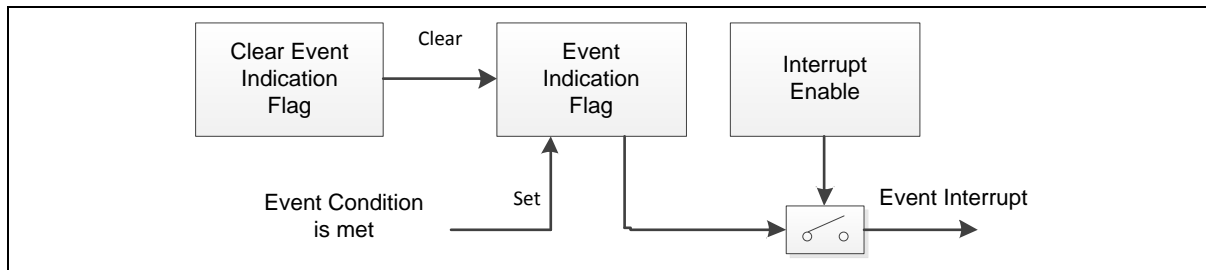 Clear Event
Indication
Flag
Clear
Event
Indication
Flag
Interrupt
Enable
Event Condition
is met
Set
Event Interrupt